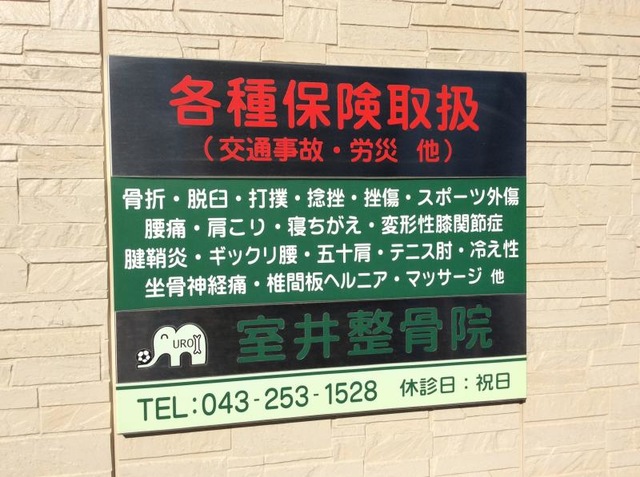 各種保険取扱
（交通事故・労災 他）
骨折・脱臼・打撲・捻挫・挫傷・スポーツ外傷
腰痛・肩こり・寝ちがえ・変形性膝関節症
腱鞘炎・ギックリ腰・五十肩・テニス肘・冷え性
坐骨神経痛・椎間板ヘルニア・マッサージ 他
MUROI
室井整骨院
TEL:043-253-1528 休診日：祝日